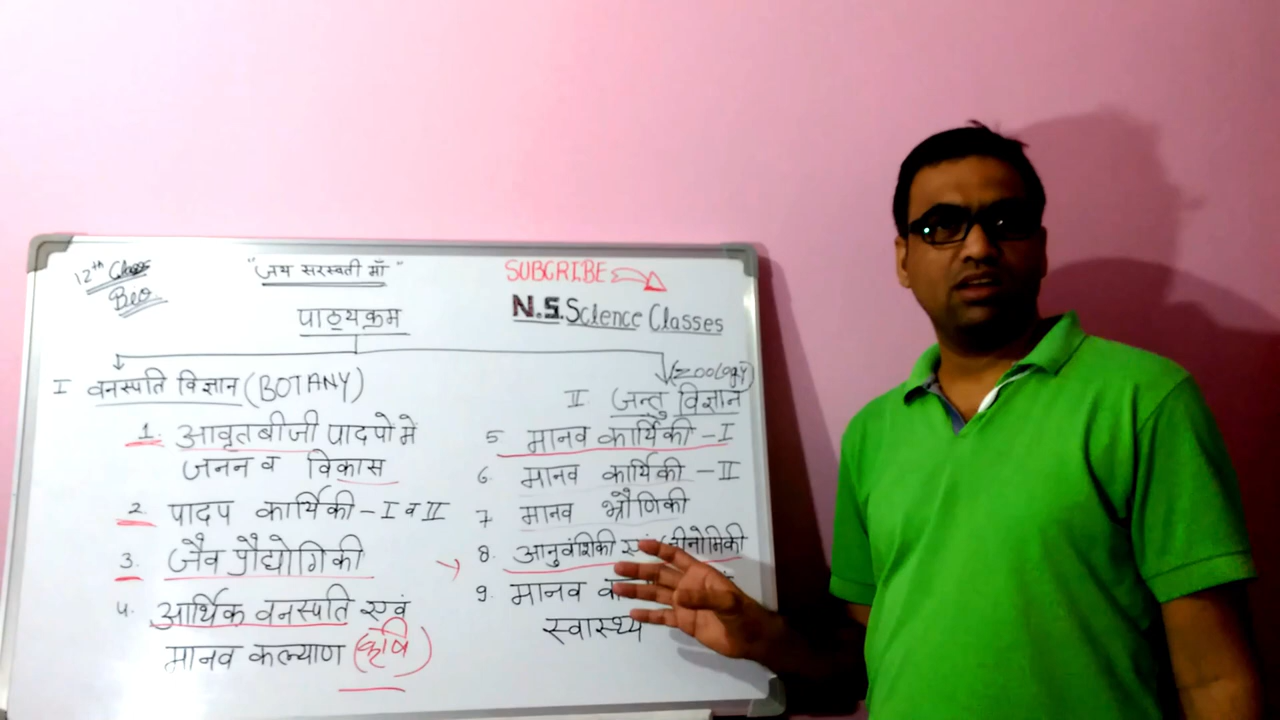 12th Class
Bio.
"जय सरस्वती माँ"
SUBCRIBE
N.S. Science Classes
पाठ्यक्रम
I वनस्पति विज्ञान (BOTANY)
1. आवृतबीजी पादपो मे
जनन व विकास
2. पादप कार्यिकी - I व II
3. जैव प्रौद्योगिकी
4. आर्थिक वनस्पति एवं
मानव कल्याण (कृषि)
(Zoology)
II जन्तु विज्ञान
5 मानव कार्यिकी - I
6. मानव कार्यिकी - II
7 मानव भ्रौणिकी
8. आनुवंशिकी एवं जीनोमिकी
9. मानव
स्वास्थ्य